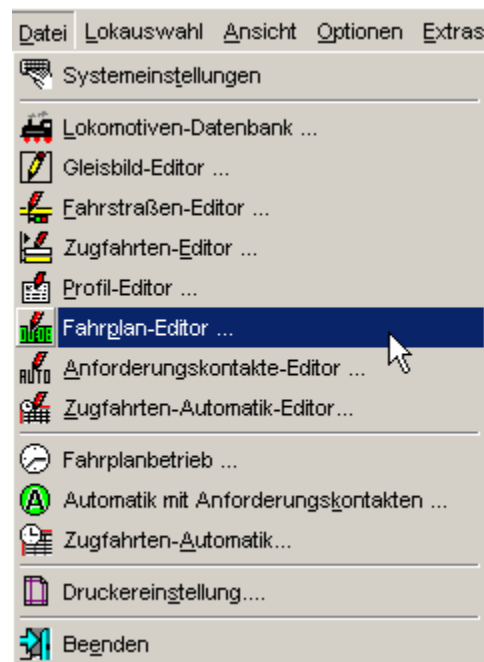 Datei Lokauswahl Ansicht Optionen Extras
Systemeinstellungen
Lokomotiven-Datenbank ...
Gleisbild-Editor ...
Fahrstraßen-Editor ...
Zugfahrten-Editor ...
Profil-Editor ...
Fahrplan-Editor ...
AUTO Anforderungskontakte-Editor ...
Zugfahrten-Automatik-Editor...
Fahrplanbetrieb ...
A Automatik mit Anforderungskontakten ...
Zugfahrten-Automatik...
Druckereinstellung....
Beenden